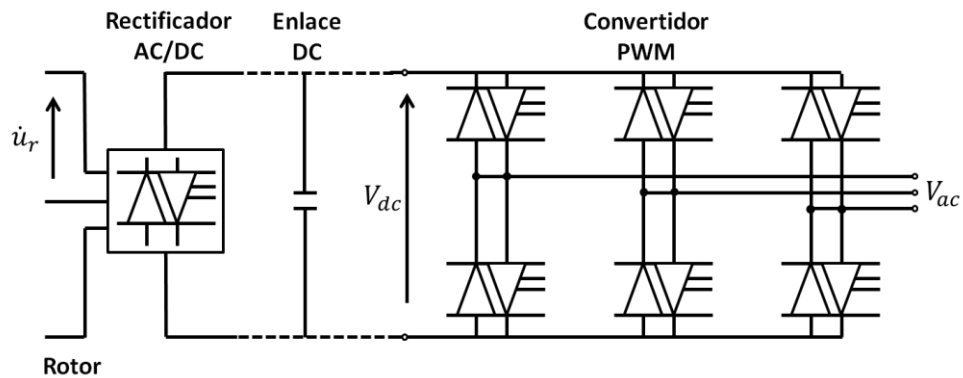 Rectificador
AC/DC
Enlace
DC
Convertidor
PWM
u̇r
Vdc
Vac
Rotor